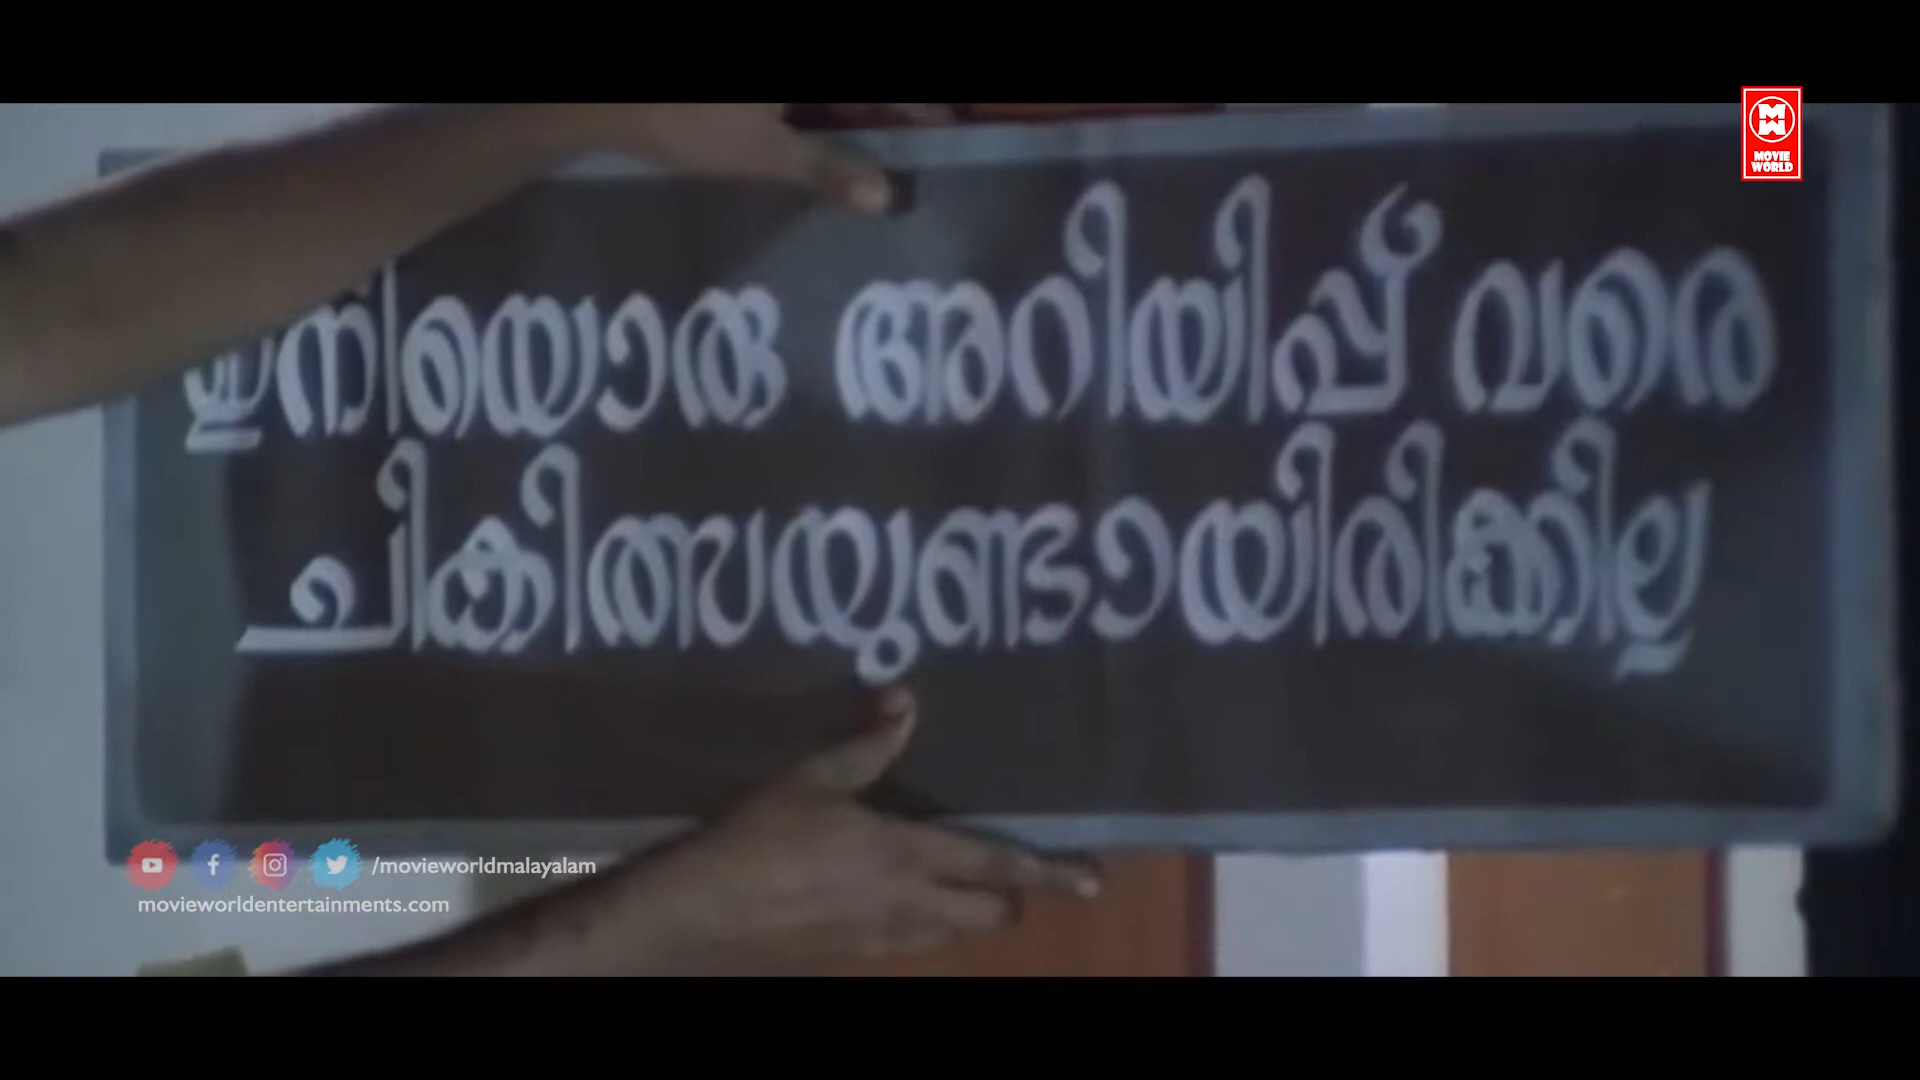 MOVIE
WORLD
ഇനിയൊരു അറിയിപ്പ് വരെ
ചികിത്സയുണ്ടായിരിക്കില്ല
/movieworldmalayalam
movieworldentertainments.com